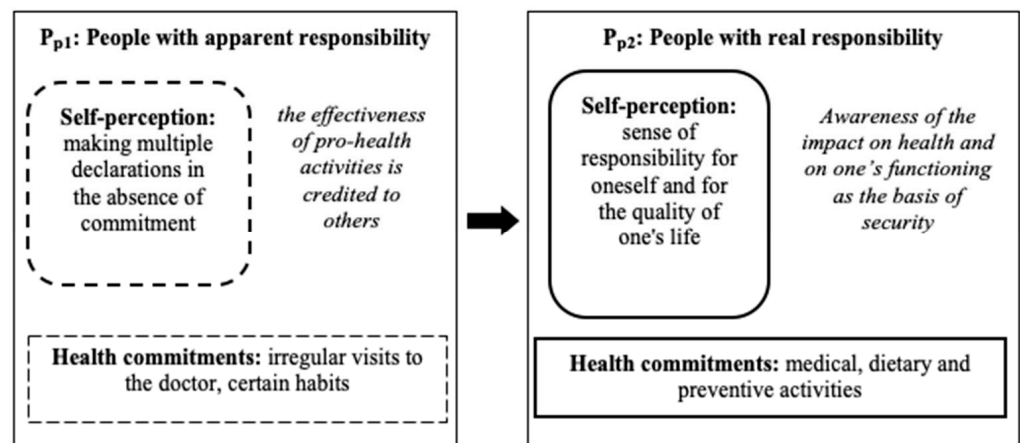 Pp1: People with apparent responsibility
Self-perception:
making multiple
declarations in
the absence of
commitment
the effectiveness
of pro-health
activities is
credited to
others
Health commitments: irregular visits to
the doctor, certain habits
Pp2: People with real responsibility
Self-perception:
sense of
responsibility for
oneself and for
the quality of
one's life
Awareness of the
impact on health and
on one’s functioning
as the basis of
security
Health commitments: medical, dietary and
preventive activities